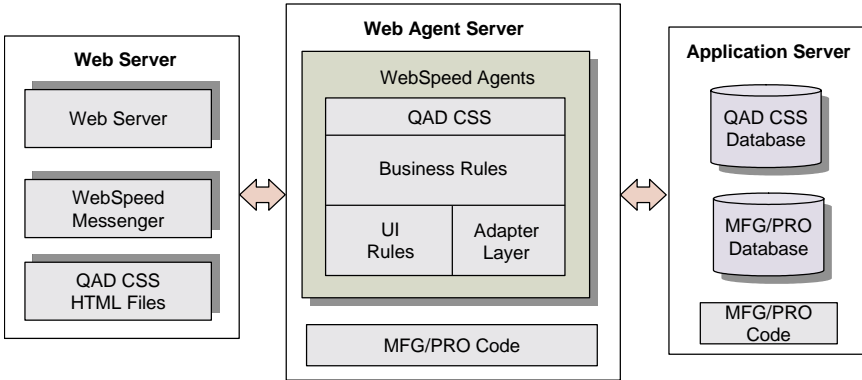 Web Server
Web Server
WebSpeed
Messenger
QAD CSS
HTML Files
Web Agent Server
WebSpeed Agents
QAD CSS
Business Rules
UI
Rules
Adapter
Layer
MFG/PRO Code
Application Server
QAD CSS
Database
MFG/PRO
Database
MFG/PRO
Code